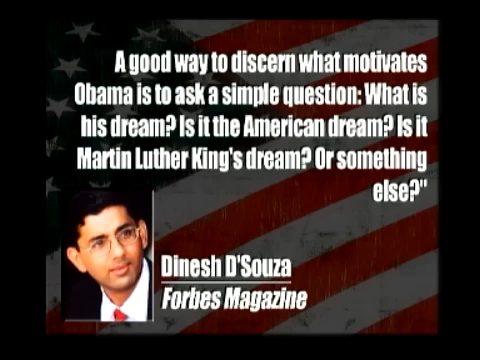 A good way to discern what motivates
Obama is to ask a simple question: What is
his dream? Is it the American dream? Is it
Martin Luther King's dream? Or something
else?"
Dinesh D'Souza
Forbes Magazine